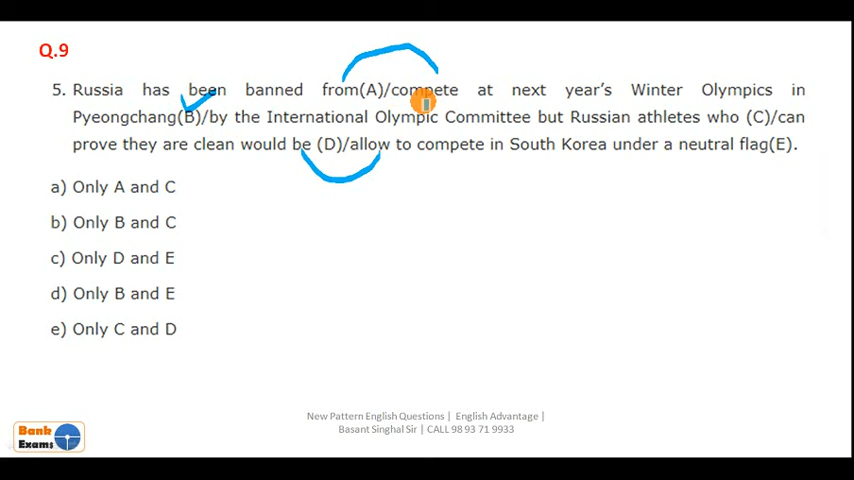 Q.9
5. Russia has been banned from(A)/compete at next year’s Winter Olympics in
Pyeongchang(B)/by the International Olympic Committee but Russian athletes who (C)/can
prove they are clean would be (D)/allow to compete in South Korea under a neutral flag(E).
a) Only A and C
b) Only B and C
c) Only D and E
d) Only B and E
e) Only C and D
New Pattern English Questions | English Advantage |
Basant Singhal Sir | CALL 98 93 71 9933
Bank
Exams